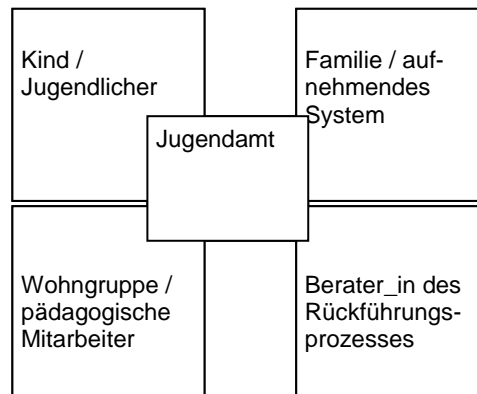 Kind /
Jugendlicher
Familie / auf-
nehmendes
System
Jugendamt
Wohngruppe /
pädagogische
Mitarbeiter
Berater_in des
Rückführungs-
prozesses